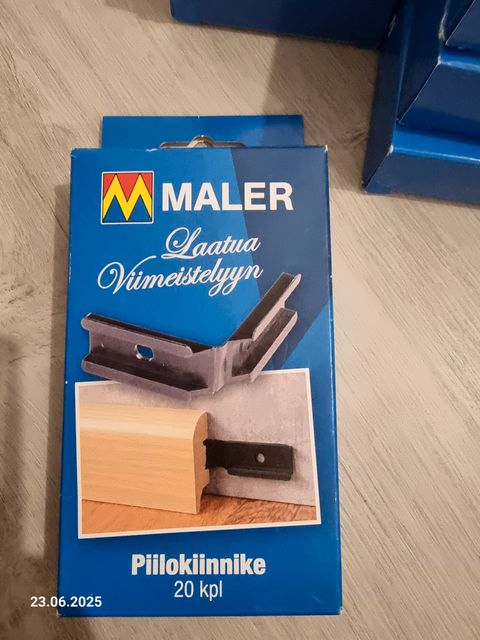 MALER
Laatua
Viimeistelyyn
Piilokiinnike
20 kpl
23.06.2025